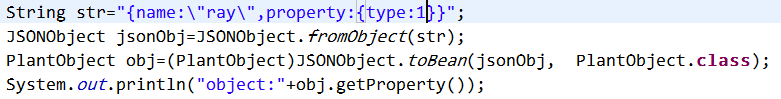 String str="{name:\"ray\",property:{type:1}}";
JSONObject jsonObj=JSONObject.fromObject(str);
PlantObject obj=(PlantObject)JSONObject.toBean(jsonObj, PlantObject.class);
System.out.println("object:"+obj.getProperty());